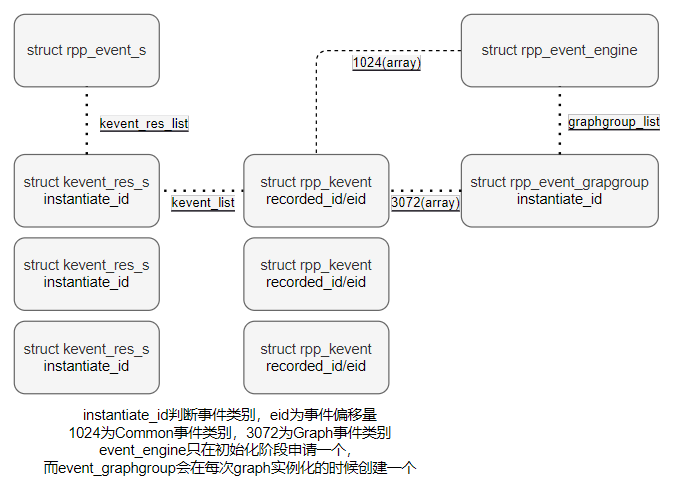 struct rpp_event_s
1024(array)
struct rpp_event_engine
kevent_res_list
graphgroup_list
struct kevent_res_s
instantiate_id
kevent_list
struct rpp_kevent
recorded_id/eid
3072(array)
struct rpp_event_grapgroup
instantiate_id
struct kevent_res_s
instantiate_id
struct rpp_kevent
recorded_id/eid
struct kevent_res_s
instantiate_id
struct rpp_kevent
recorded_id/eid
instantiate_id判断事件类别，eid为事件偏移量
1024为Common事件类别，3072为Graph事件类别
event_engine只在初始化阶段申请一个，
而event_graphgroup会在每次graph实例化的时候创建一个